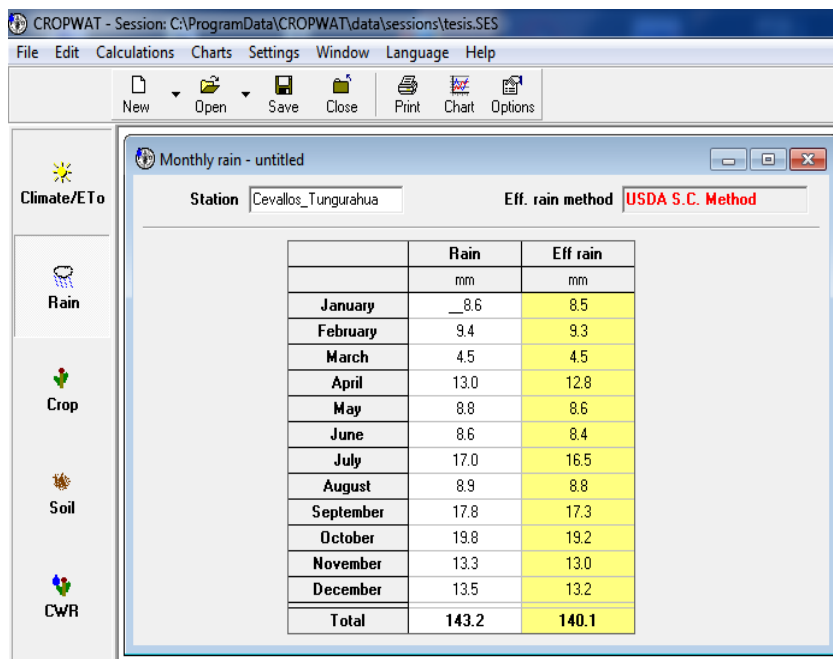 CROPWAT - Session: C:\ProgramData\CROPWAT\data\sessions\tesis.SES
File Edit Calculations Charts Settings Window Language Help
New Open Save Close Print Chart Options
Climate/ETo
Rain
Crop
Soil
CWR
Monthly rain - untitled
Station Cevallos_Tungurahua Eff. rain method USDA S.C. Method
Rain Eff rain
mm mm
January __8.6 8.5
February 9.4 9.3
March 4.5 4.5
April 13.0 12.8
May 8.8 8.6
June 8.6 8.4
July 17.0 16.5
August 8.9 8.8
September 17.8 17.3
October 19.8 19.2
November 13.3 13.0
December 13.5 13.2
Total 143.2 140.1